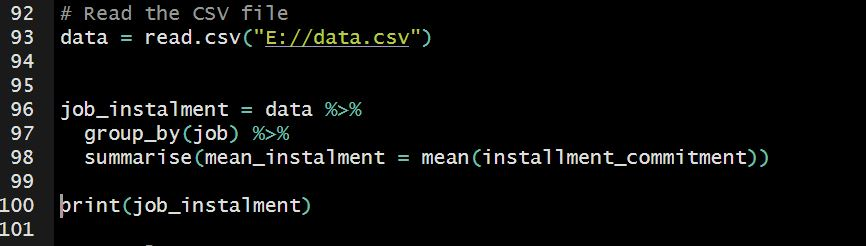 92 # Read the CSV file
93 data = read.csv("E://data.csv")
94
95
96 job_instalment = data %>%
97   group_by(job) %>%
98   summarise(mean_instalment = mean(installment_commitment))
99
100 print(job_instalment)
101